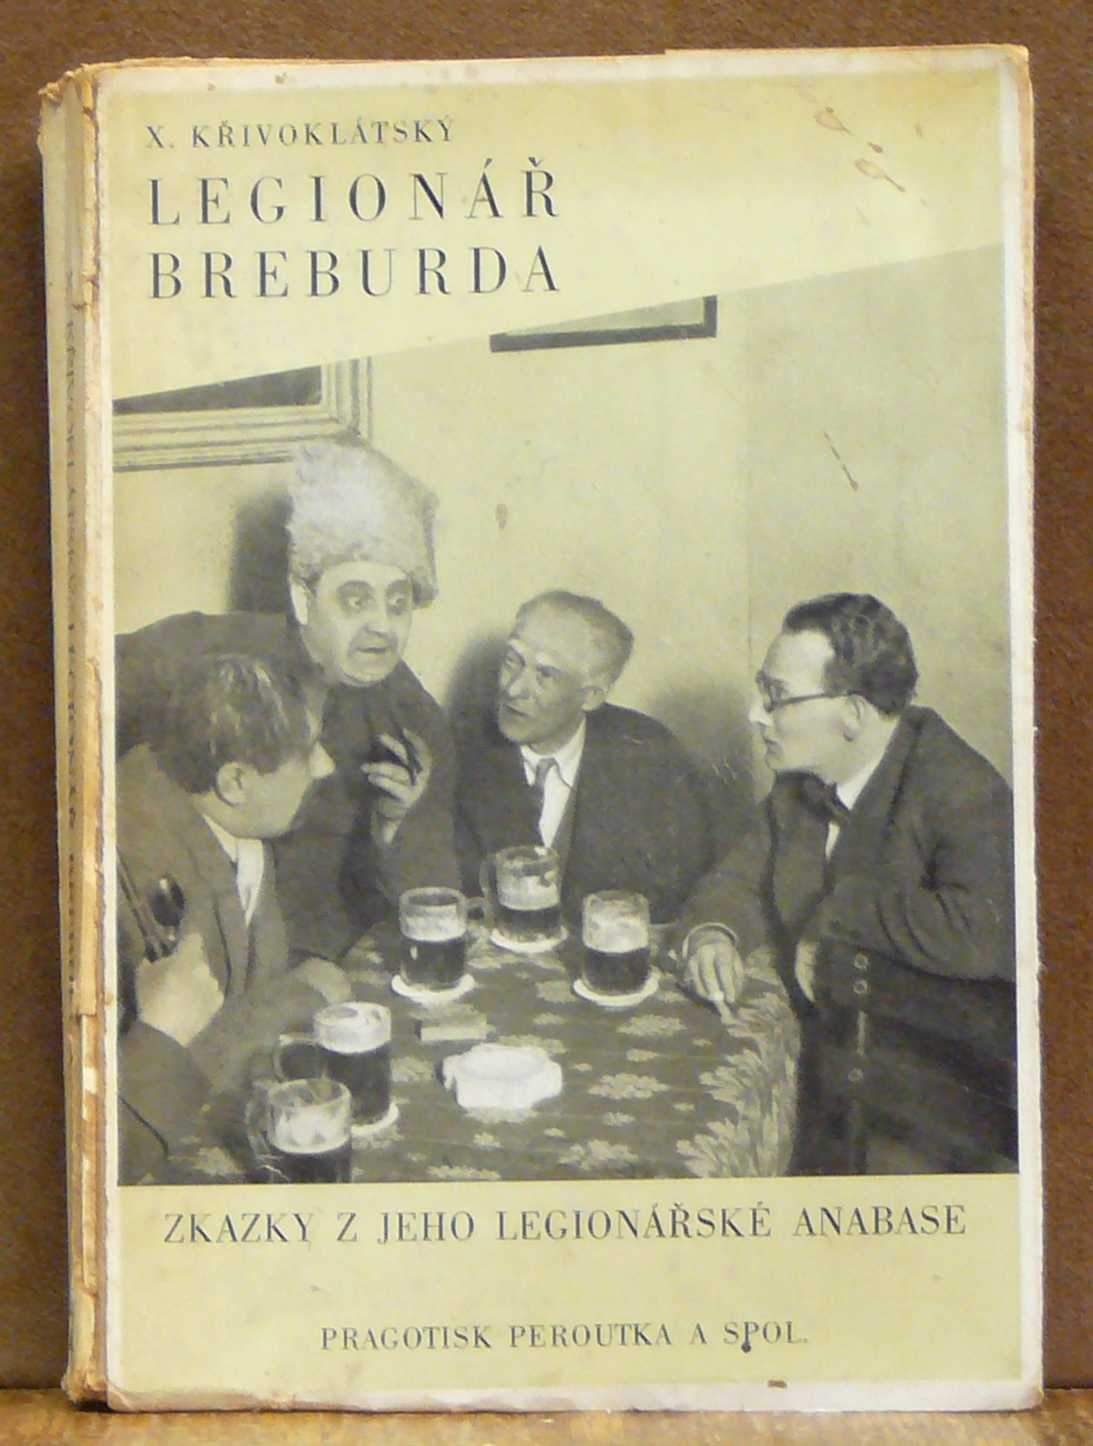 X. KŘIVOKLÁTSKÝ
LEGIONÁŘ
BREBURDA
ZKAZKY Z JEHO LEGIONÁŘSKÉ ANABASE
PRAGOTISK PEROUTKA A SPOL.